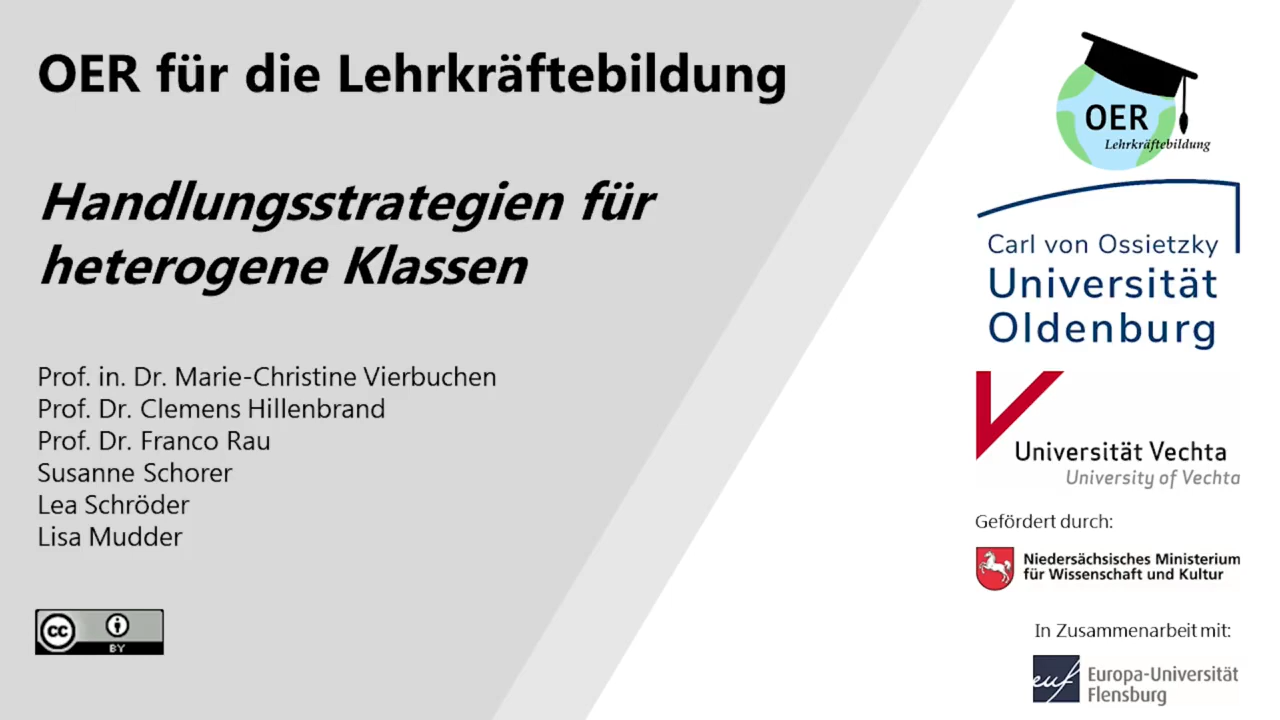 OER für die Lehrkräftebildung
Handlungsstrategien für
heterogene Klassen
Prof. in. Dr. Marie-Christine Vierbuchen
Prof. Dr. Clemens Hillenbrand
Prof. Dr. Franco Rau
Susanne Schorer
Lea Schröder
Lisa Mudder
cc
BY
OER
Lehrkräftebildung
Carl von Ossietzky
Universität
Oldenburg
Universität Vechta
University of Vechta
Gefördert durch:
Niedersächsisches Ministerium
für Wissenschaft und Kultur
In Zusammenarbeit mit:
euf
Europa-Universität
Flensburg